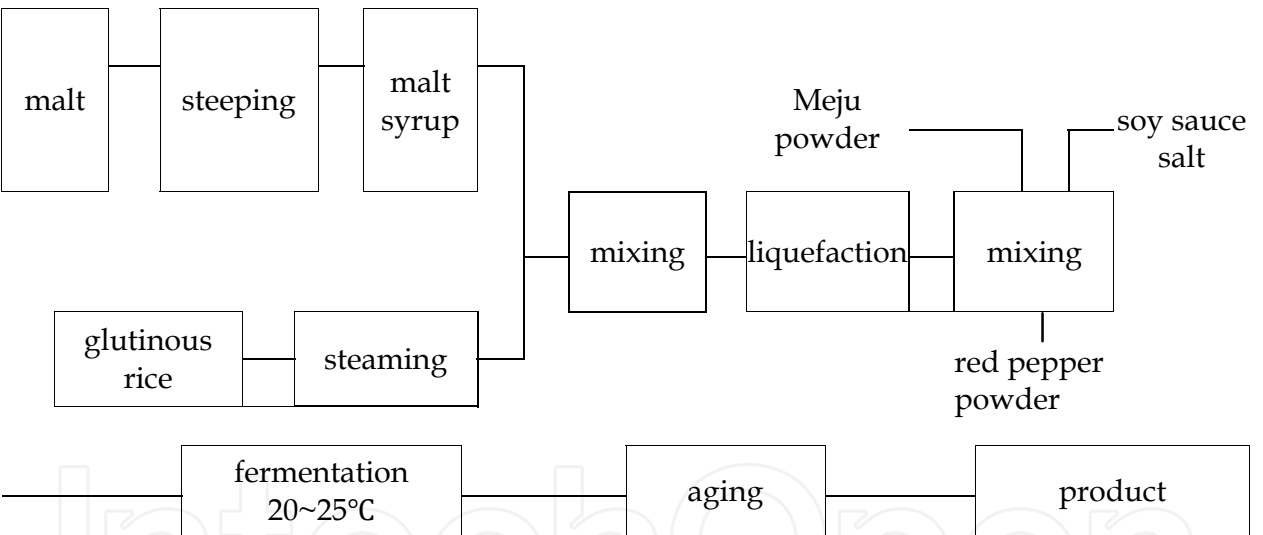 malt
steeping
malt
syrup
Meju
powder
soy sauce
salt
mixing
liquefaction
mixing
glutinous
rice
steaming
red pepper
powder
fermentation
20~25℃
aging
product
IntechOpen